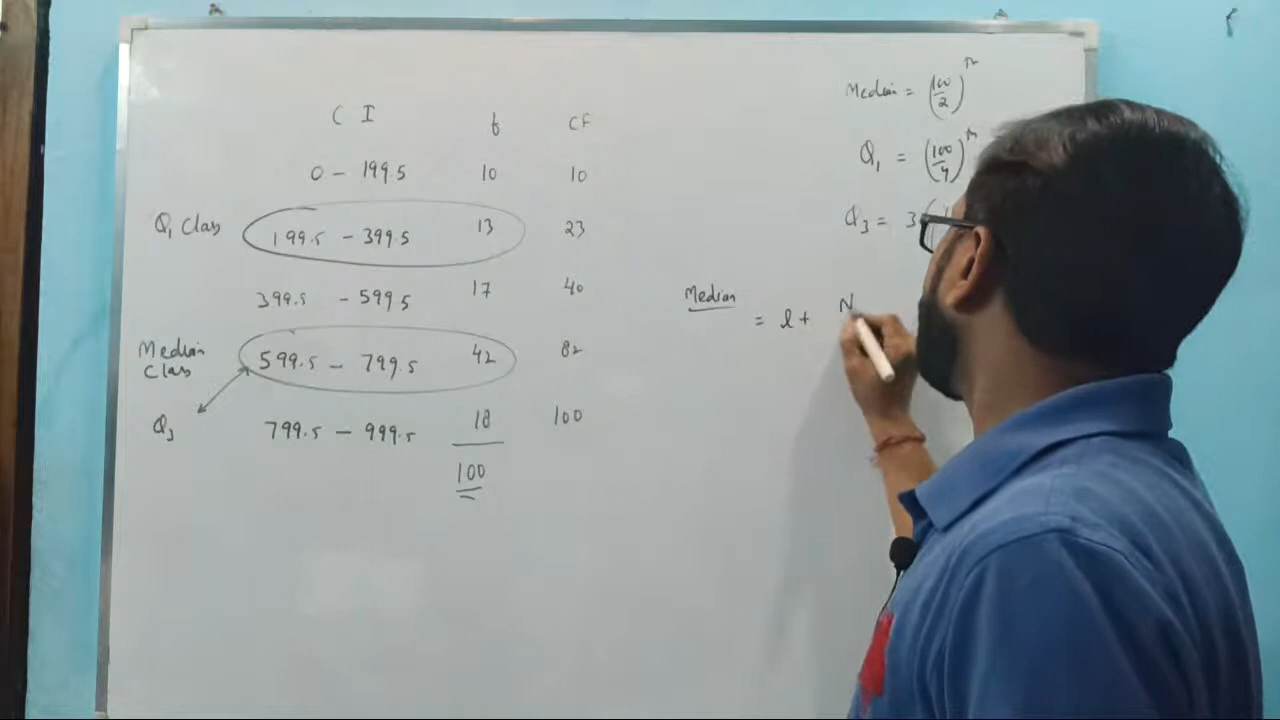 C I f CF
0 - 199.5 10 10
Q₁ Class 199.5 - 399.5 13 23
399.5 - 599.5 17 40
Median Class 599.5 - 799.5 42 82
Q₃ 799.5 - 999.5 18 100
100
Median = (100/2)th
Q₁ = (100/4)th
Q₃ = 3(
Median
= l + N